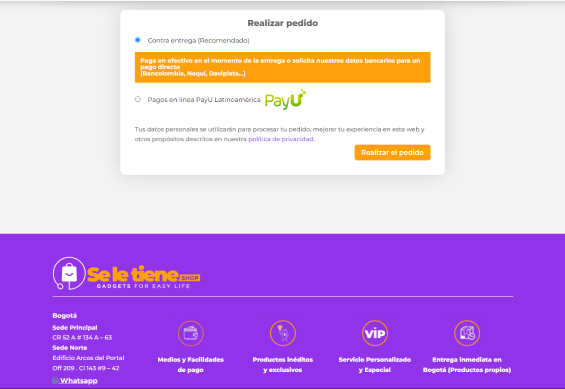 Realizar pedido
Contra entrega (Recomendado)
Paga en efectivo en el momento de la entrega o solicita nuestros datos bancarios para un
pago directo
(Bancolombia, Nequi, Daviplata...)
Pagos en línea PayU Latinoamérica PayU
Tus datos personales se utilizarán para procesar tu pedido, mejorar tu experiencia en esta web y
otros propósitos descritos en nuestra política de privacidad.
Realizar el pedido
Se le tiene SHOP
GADGETS FOR EASY LIFE
Bogotá
Sede Principal
CR 52 A # 134 A – 63
Sede Norte
Edificio Arcos del Portal
Off 209 . Cl 143 #9 – 42
Whatsapp
Medios y Facilidades
de pago
Productos inéditos
y exclusivos
VIP
Servicio Personalizado
y Especial
Entrega inmediata en
Bogotá (Productos propios)